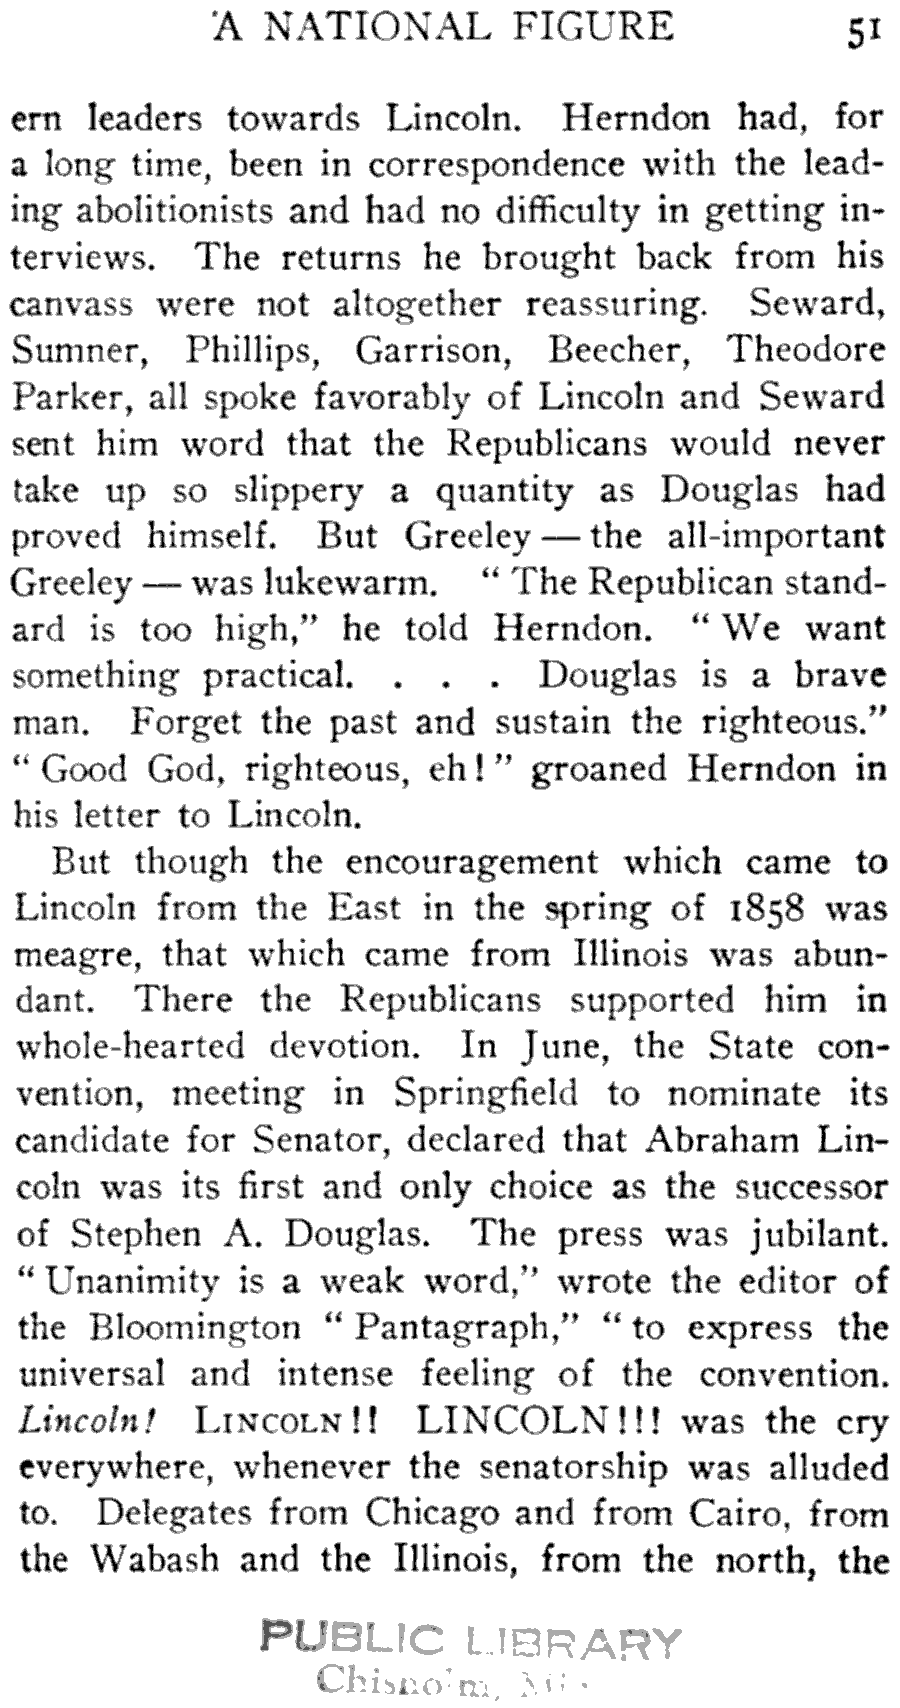 A NATIONAL FIGURE 51
ern leaders towards Lincoln. Herndon had, for
a long time, been in correspondence with the lead-
ing abolitionists and had no difficulty in getting in-
terviews. The returns he brought back from his
canvass were not altogether reassuring. Seward,
Sumner, Phillips, Garrison, Beecher, Theodore
Parker, all spoke favorably of Lincoln and Seward
sent him word that the Republicans would never
take up so slippery a quantity as Douglas had
proved himself. But Greeley — the all-important
Greeley — was lukewarm. “ The Republican stand-
ard is too high,” he told Herndon. “ We want
something practical. . . . Douglas is a brave
man. Forget the past and sustain the righteous.”
“ Good God, righteous, eh! ” groaned Herndon in
his letter to Lincoln.
But though the encouragement which came to
Lincoln from the East in the spring of 1858 was
meagre, that which came from Illinois was abun-
dant. There the Republicans supported him in
whole-hearted devotion. In June, the State con-
vention, meeting in Springfield to nominate its
candidate for Senator, declared that Abraham Lin-
coln was its first and only choice as the successor
of Stephen A. Douglas. The press was jubilant.
“ Unanimity is a weak word,” wrote the editor of
the Bloomington “ Pantagraph,” “ to express the
universal and intense feeling of the convention.
Lincoln! LINCOLN!! LINCOLN!!! was the cry
everywhere, whenever the senatorship was alluded
to. Delegates from Chicago and from Cairo, from
the Wabash and the Illinois, from the north, the
PUBLIC LIBRARY
Chisholm,